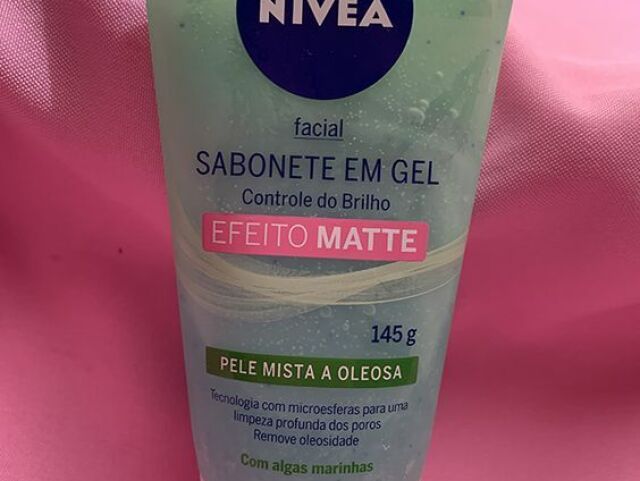 NIVEA
facial
SABONETE EM GEL
Controle do Brilho
EFEITO MATTE
145 g
PELE MISTA A OLEOSA
Tecnologia com microesferas para uma
limpeza profunda dos poros
Remove oleosidade
Com algas marinhas